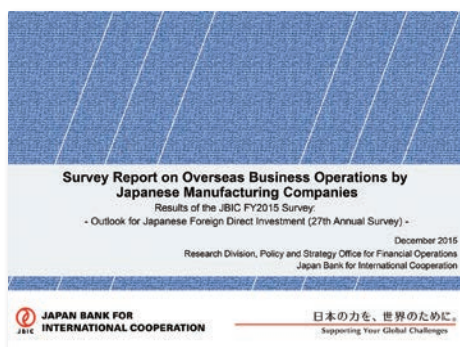 Survey Report on Overseas Business Operations by
Japanese Manufacturing Companies
Results of the JBIC FY2015 Survey:
- Outlook for Japanese Foreign Direct Investment (27th Annual Survey) -
December 2015
Research Division, Policy and Strategy Office for Financial Operations
Japan Bank for International Cooperation
JBIC
JAPAN BANK FOR
INTERNATIONAL COOPERATION
日本の力を、世界のために。
Supporting Your Global Challenges